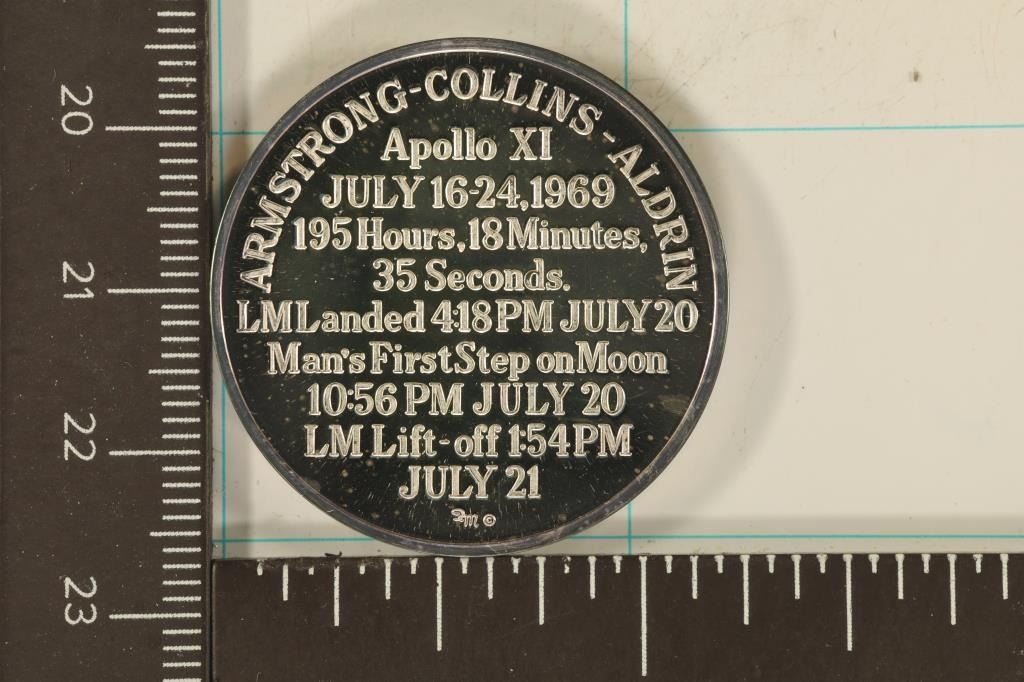 ARMSTRONG-COLLINS-ALDRIN
Apollo XI
JULY 16-24,1969
195 Hours, 18 Minutes,
35 Seconds.
LM Landed 4:18 PM JULY 20
Man's First Step on Moon
10:56 PM JULY 20
LM Lift-off 1:54 PM
JULY 21
©
20
21
22
23